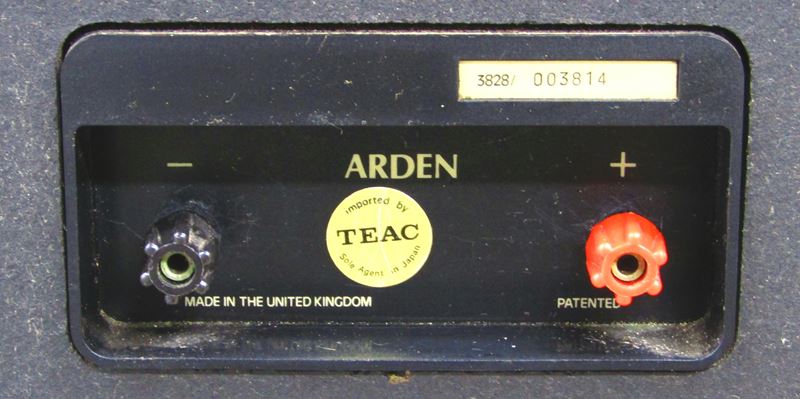 3828/ 003814
− ARDEN +
imported by
TEAC
Sole Agent in Japan
MADE IN THE UNITED KINGDOM
PATENTED